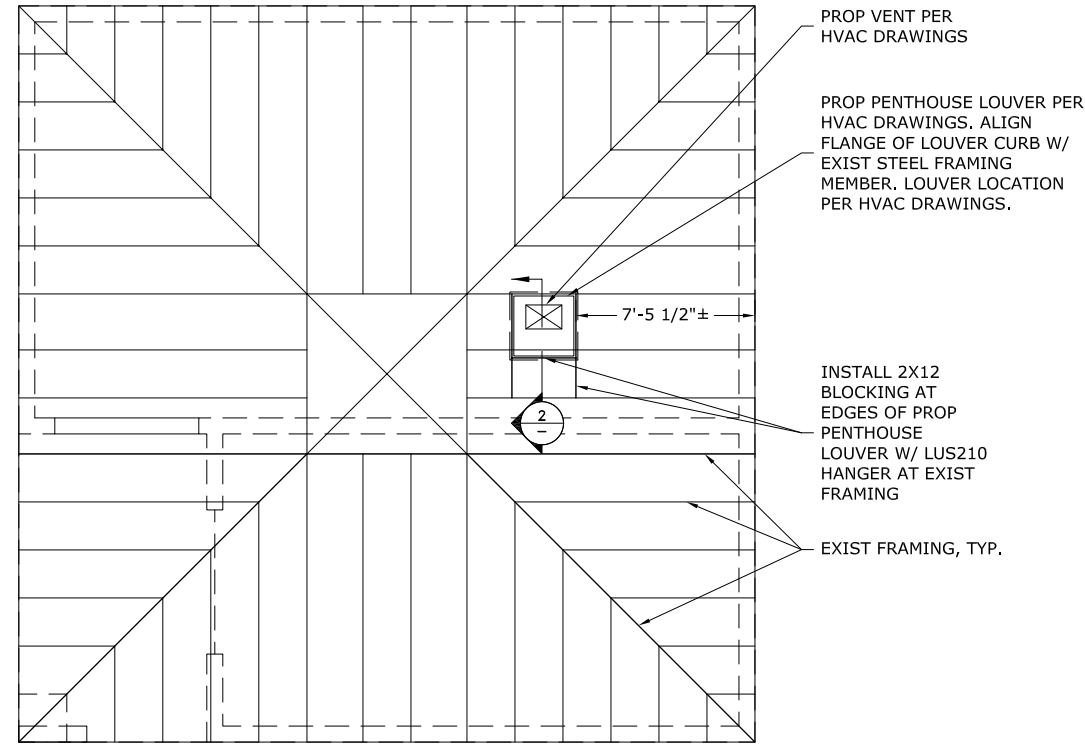 PROP VENT PER
HVAC DRAWINGS
PROP PENTHOUSE LOUVER PER
HVAC DRAWINGS. ALIGN
FLANGE OF LOUVER CURB W/
EXIST STEEL FRAMING
MEMBER. LOUVER LOCATION
PER HVAC DRAWINGS.
7'-5 1/2"±
INSTALL 2X12
BLOCKING AT
EDGES OF PROP
PENTHOUSE
LOUVER W/ LUS210
HANGER AT EXIST
FRAMING
2
–
EXIST FRAMING, TYP.